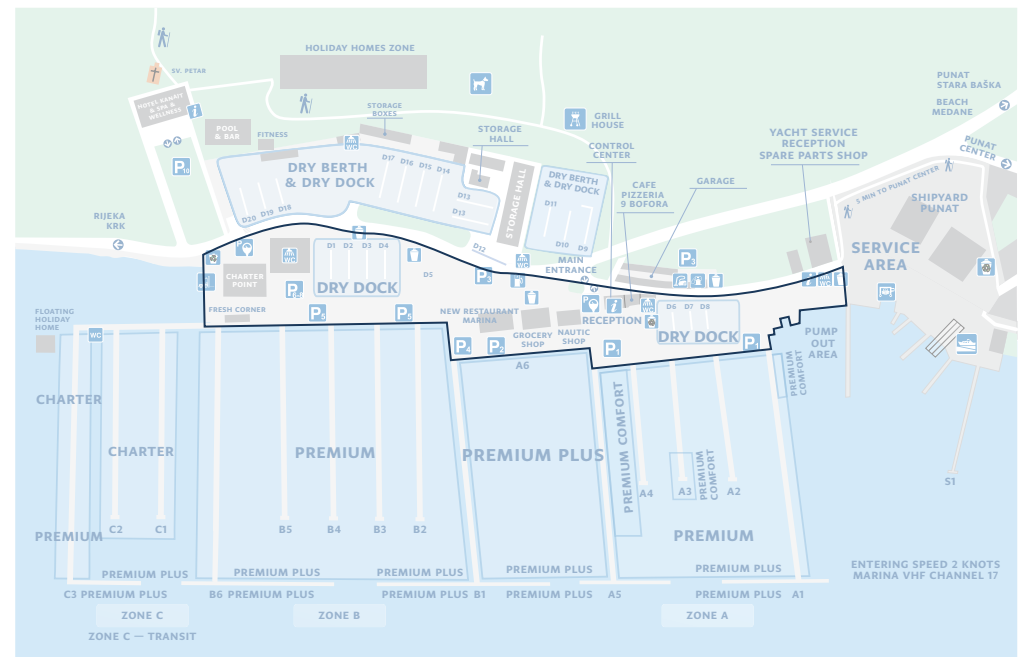 HOLIDAY HOMES ZONE
SV. PETAR
HOTEL KANAJT
& SPA &
WELLNESS
POOL
& BAR
FITNESS
STORAGE
BOXES
STORAGE
HALL
GRILL
HOUSE
CONTROL
CENTER
PUNAT
STARA BAŠKA
BEACH
MEDANE
PUNAT
CENTER
YACHT SERVICE
RECEPTION
SPARE PARTS SHOP
5 MIN TO PUNAT CENTER
SHIPYARD
PUNAT
SERVICE
AREA
GARAGE
CAFE
PIZZERIA
9 BOFORA
DRY BERTH
& DRY DOCK
D17 D16 D15 D14
D13
D13
D12
D20 D19 D18
STORAGE HALL
DRY BERTH
& DRY DOCK
D11
D10 D9
MAIN
ENTRANCE
RIJEKA
KRK
CHARTER
POINT
FRESH CORNER
WC
D1 D2 D3 D4
DRY DOCK
D5
NEW RESTAURANT
MARINA
GROCERY
SHOP
NAUTIC
SHOP
RECEPTION
D6 D7 D8
DRY DOCK
PUMP
OUT
AREA
FLOATING
HOLIDAY
HOME
WC
P4
P2
P1
P1
A6
CHARTER
CHARTER
PREMIUM
PREMIUM PLUS
PREMIUM COMFORT
PREMIUM
COMFORT
PREMIUM
COMFORT
A4
A3
A2
S1
PREMIUM
C2
C1
B5
B4
B3
B2
PREMIUM
PREMIUM PLUS
PREMIUM PLUS
PREMIUM PLUS
PREMIUM PLUS
PREMIUM PLUS
C3 PREMIUM PLUS
B6 PREMIUM PLUS
PREMIUM PLUS B1
PREMIUM PLUS
A5
PREMIUM PLUS A1
ENTERING SPEED 2 KNOTS
MARINA VHF CHANNEL 17
ZONE C
ZONE B
ZONE A
ZONE C — TRANSIT